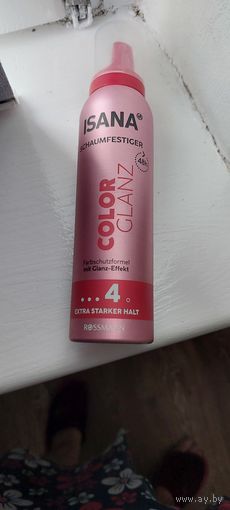 ISANA
SCHAUMFESTIGER
48h
COLOR
GLANZ
Farbschutzformel
mit Glanz-Effekt
4
EXTRA STARKER HALT
ROSSMANN
www.ay.by